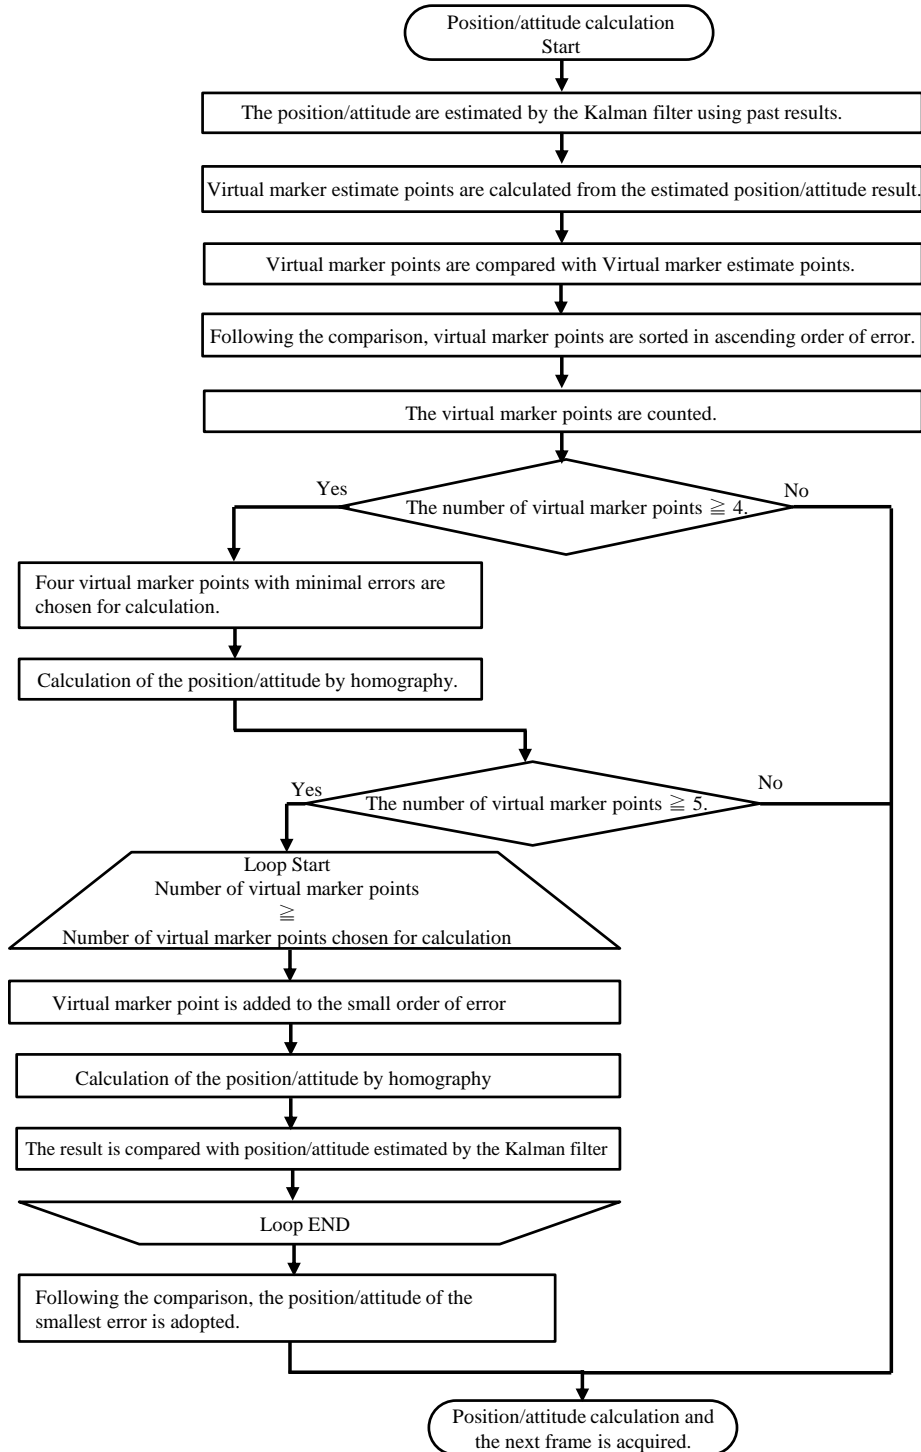 Position/attitude calculation
Start
The position/attitude are estimated by the Kalman filter using past results.
Virtual marker estimate points are calculated from the estimated position/attitude result.
Virtual marker points are compared with Virtual marker estimate points.
Following the comparison, virtual marker points are sorted in ascending order of error.
The virtual marker points are counted.
Yes
The number of virtual marker points ≧ 4.
No
Four virtual marker points with minimal errors are
chosen for calculation.
Calculation of the position/attitude by homography.
Yes
The number of virtual marker points ≧ 5.
No
Loop Start
Number of virtual marker points
≧
Number of virtual marker points chosen for calculation
Virtual marker point is added to the small order of error
Calculation of the position/attitude by homography
The result is compared with position/attitude estimated by the Kalman filter
Loop END
Following the comparison, the position/attitude of the
smallest error is adopted.
Position/attitude calculation and
the next frame is acquired.